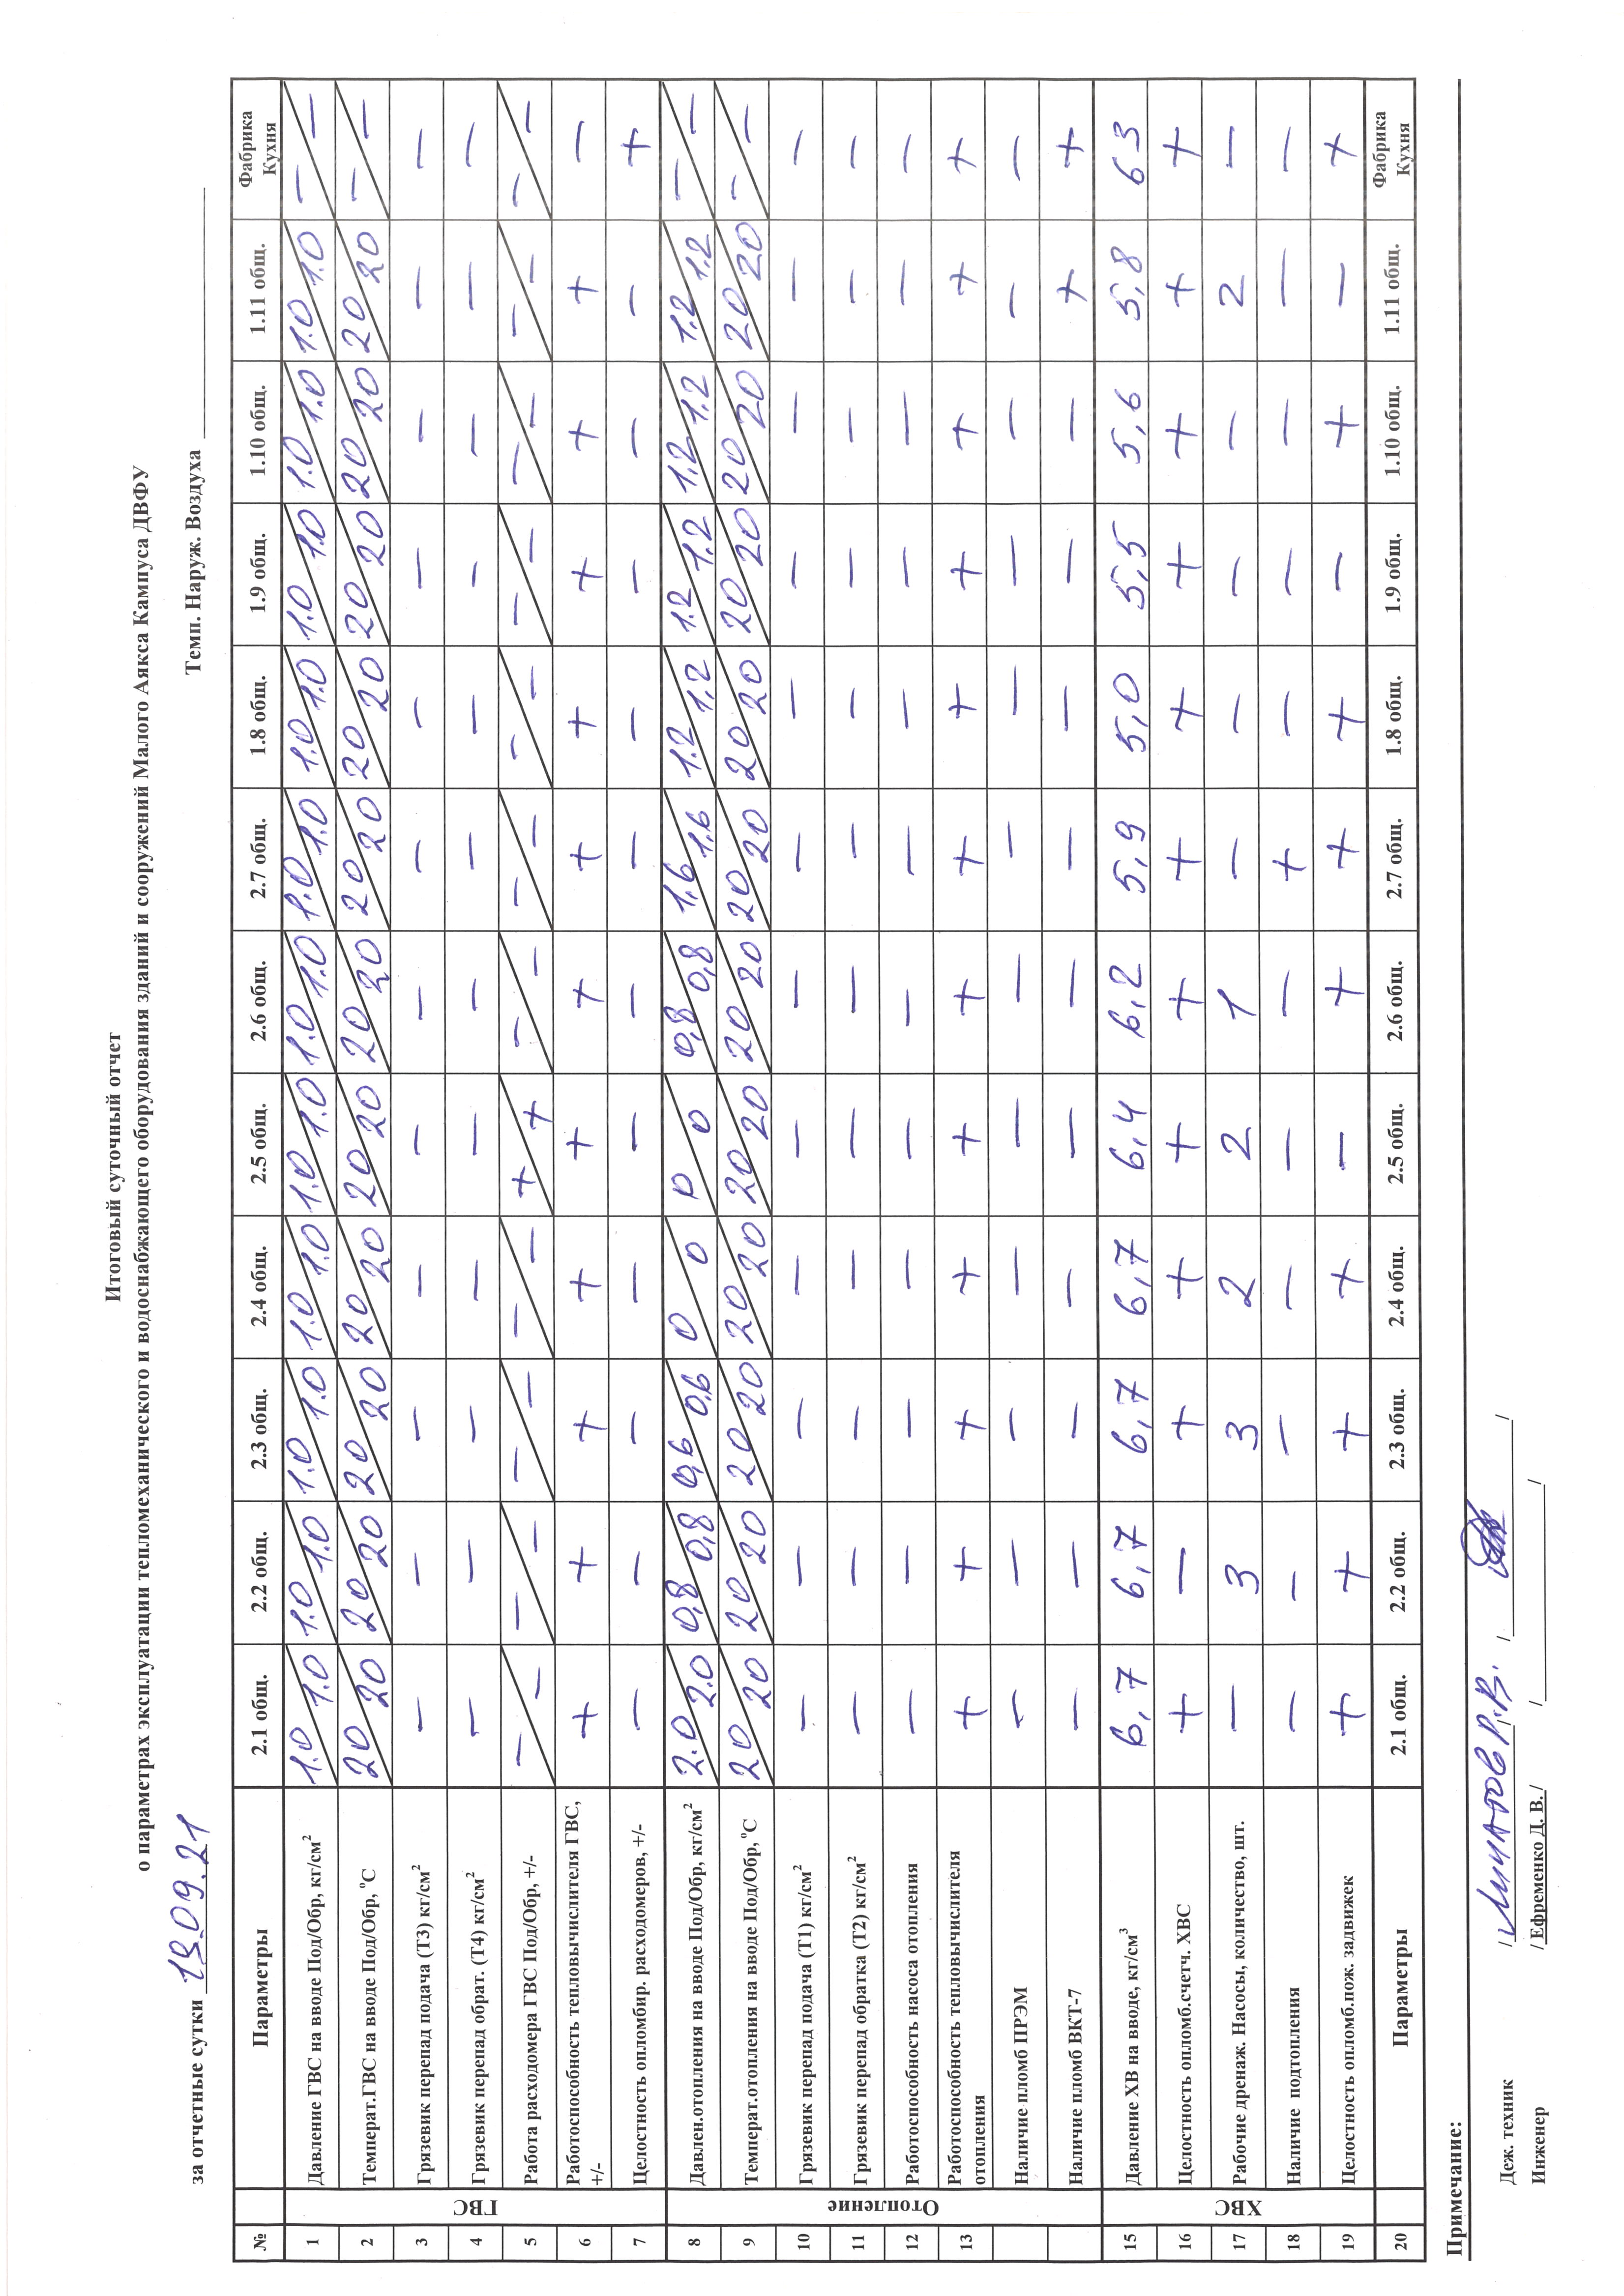 Итоговый суточный отчет
о параметрах эксплуатации тепломеханического и водоснабжающего оборудования зданий и сооружений Малого Аякса Кампуса ДВФУ
за отчетные сутки 19.09.21 Темп. Наруж. Воздуха
№ Параметры 2.1 общ. 2.2 общ. 2.3 общ. 2.4 общ. 2.5 общ. 2.6 общ. 2.7 общ. 1.8 общ. 1.9 общ. 1.10 общ. 1.11 общ. Фабрика Кухня
ГВС
1 Давление ГВС на вводе Под/Обр, кг/см² 1.0/1.0 1.0/1.0 1.0/1.0 1.0/1.0 1.0/1.0 1.0/1.0 1.0/1.0 1.0/1.0 1.0/1.0 1.0/1.0 1.0/1.0 –/–
2 Температ.ГВС на вводе Под/Обр, ºС 20/20 20/20 20/20 20/20 20/20 20/20 20/20 20/20 20/20 20/20 20/20 –/–
3 Грязевик перепад подача (Т3) кг/см² – – – – – – – – – – – –
4 Грязевик перепад обрат. (Т4) кг/см² – – – – – – – – – – – –
5 Работа расходомера ГВС Под/Обр, +/- –/– –/– –/– –/– +/+ –/– –/– –/– –/– –/– –/– –/–
6 Работоспособность тепловычислителя ГВС, +/- + + + + + + + + + + + –
7 Целостность опломбир. расходомеров, +/- – – – – – – – – – – – +
Отопление
8 Давлен.отопления на вводе Под/Обр, кг/см² 2.0/2.0 0,8/0,8 0,6/0,6 0/0 0/0 0,8/0,8 1,6/1,6 1.2/1,2 1.2/1,2 1,2/1,2 1,2/1,2 –/–
9 Температ.отопления на вводе Под/Обр, ºС 20/20 20/20 20/20 20/20 20/20 20/20 20/20 20/20 20/20 20/20 20/20 –/–
10 Грязевик перепад подача (Т1) кг/см² – – – – – – – – – – – –
11 Грязевик перепад обратка (Т2) кг/см² – – – – – – – – – – – –
12 Работоспособность насоса отопления – – – – – – – – – – – –
13 Работоспособность тепловычислителя отопления + + + + + + + + + + + +
Наличие пломб ПРЭМ – – – – – – – – – – – –
Наличие пломб ВКТ-7 – – – – – – – – – – + +
ХВС
15 Давление ХВ на вводе, кг/см³ 6,7 6,7 6,7 6,7 6,4 6,2 5,9 5,0 5,5 5,6 5,8 63
16 Целостность опломб.счетч. ХВС + – + + + + + + + + + +
17 Рабочие дренаж. Насосы, количество, шт. – 3 3 2 2 1 – – – – 2 –
18 Наличие подтопления – – – – – – + – – – – –
19 Целостность опломб.пож. задвижек + + + + – + + + – + – +
20 Параметры 2.1 общ. 2.2 общ. 2.3 общ. 2.4 общ. 2.5 общ. 2.6 общ. 2.7 общ. 1.8 общ. 1.9 общ. 1.10 общ. 1.11 общ. Фабрика Кухня
Примечание:
Деж. техник / Р.В. / / /
Инженер / Ефременко Д. В. / / /